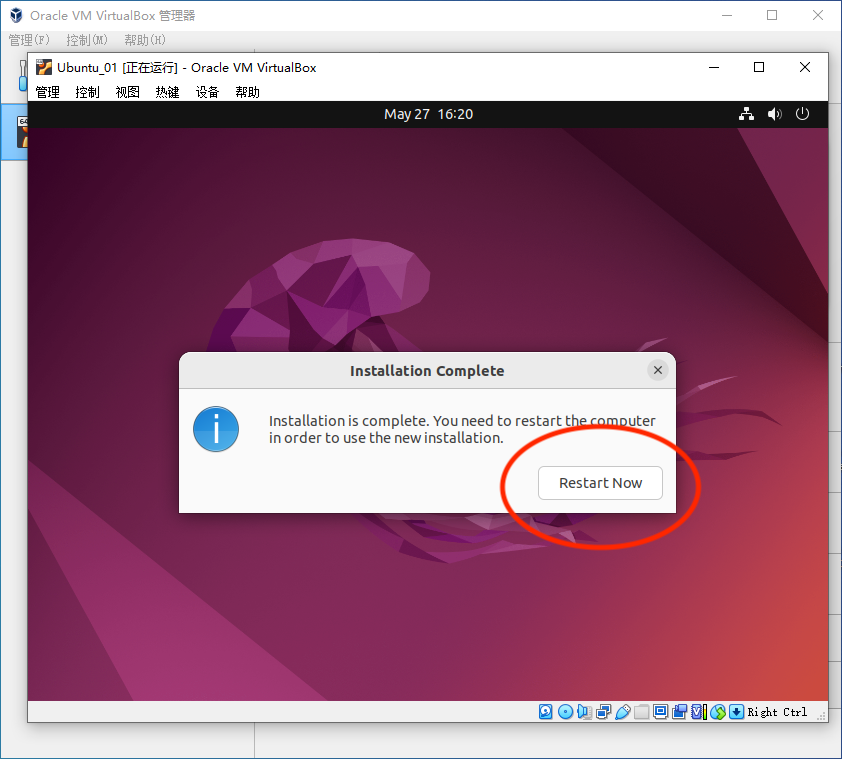 Oracle VM VirtualBox 管理器
管理(F) 控制(M) 帮助(H)
64
Ubuntu_01 [正在运行] - Oracle VM VirtualBox
管理 控制 视图 热键 设备 帮助
May 27 16:20
Installation Complete
Installation is complete. You need to restart the computer
in order to use the new installation.
Restart Now
Right Ctrl